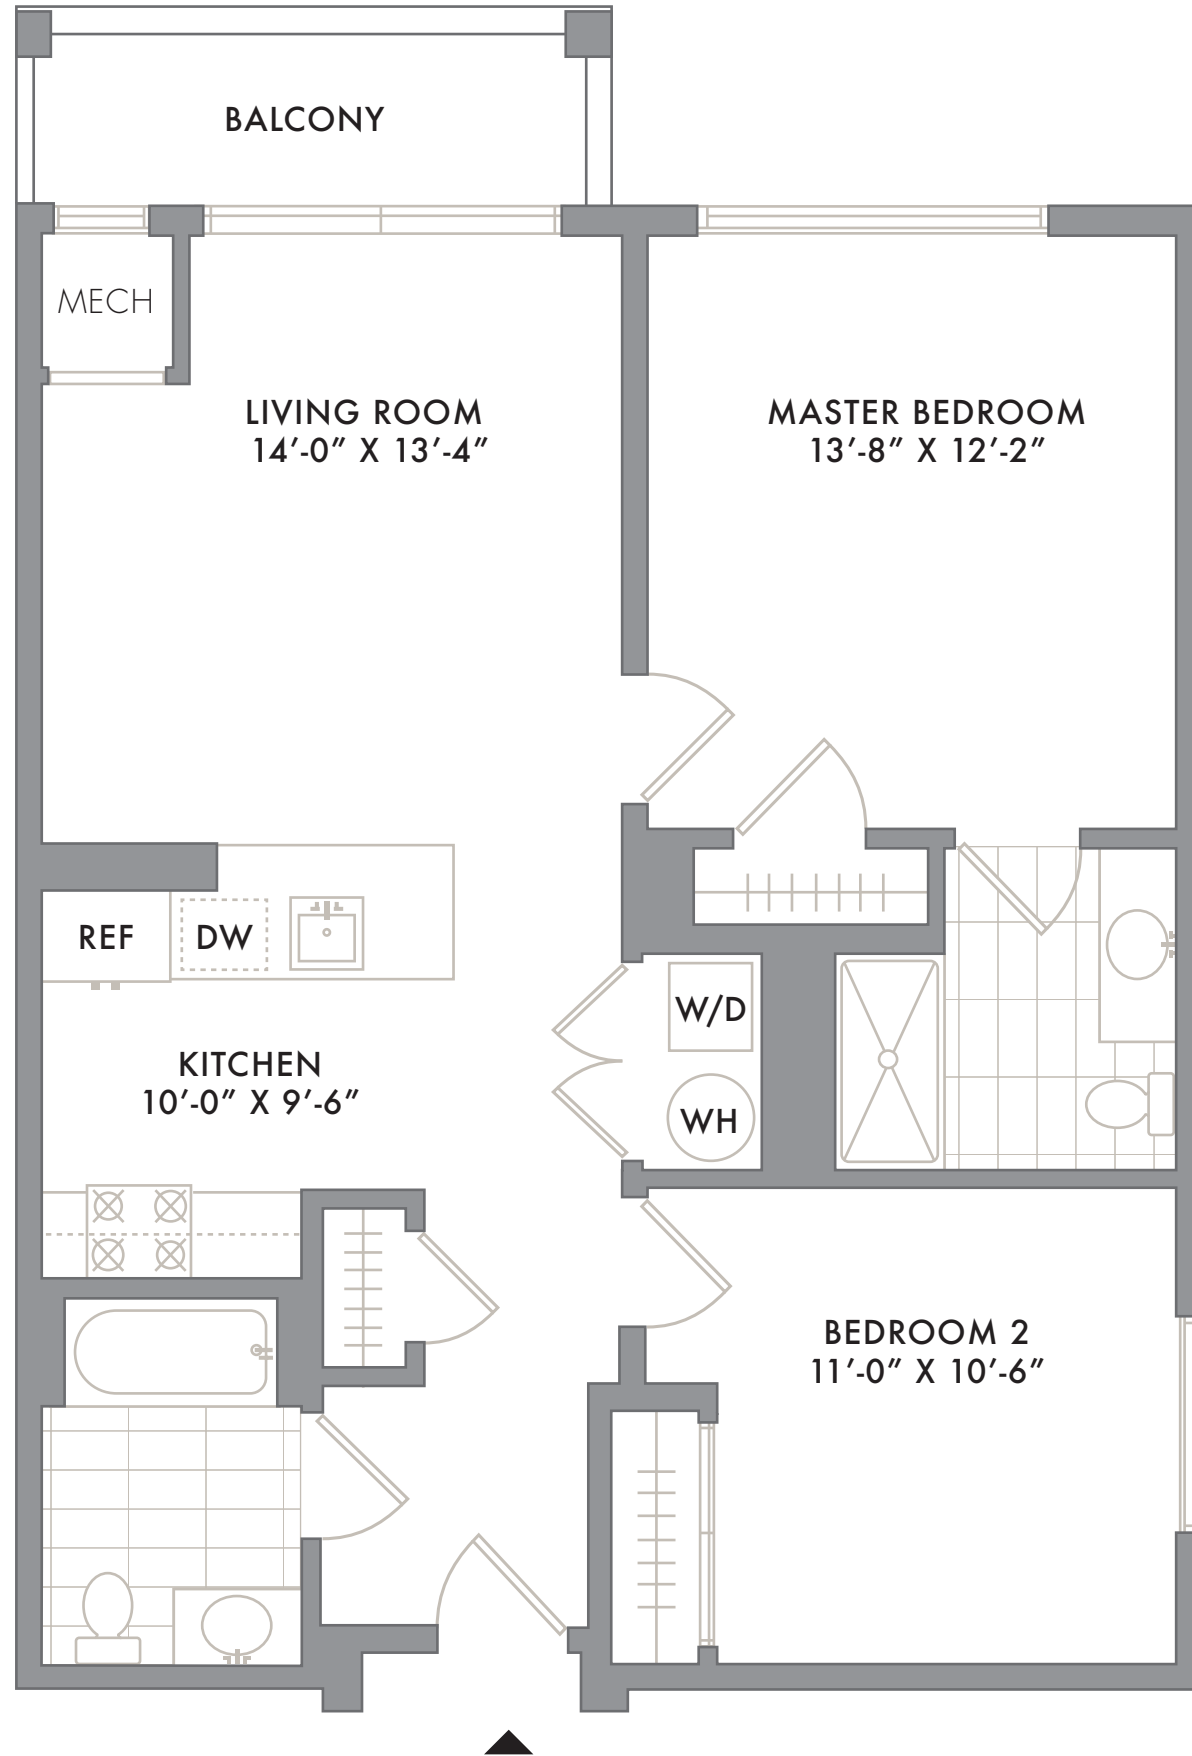 BALCONY
MECH
LIVING ROOM
14'-0" X 13'-4"
MASTER BEDROOM
13'-8" X 12'-2"
REF
DW
W/D
KITCHEN
10'-0" X 9'-6"
WH
BEDROOM 2
11'-0" X 10'-6"